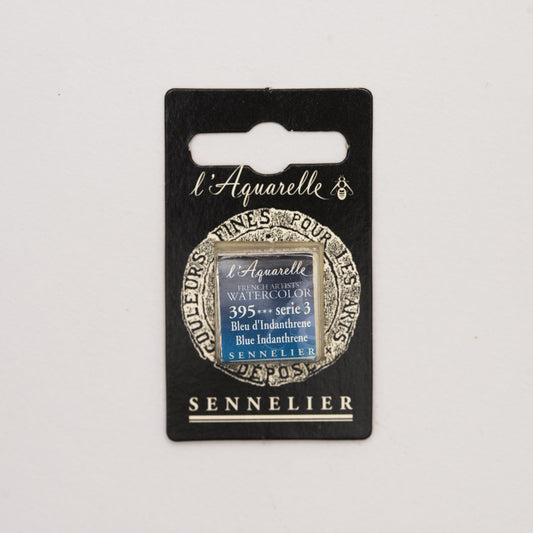 l'Aquarelle
COULEURS FINES POUR LES ARTS
DÉPOSÉ
l'Aquarelle
FRENCH ARTISTS'
WATERCOLOR
395*** serie 3
Bleu d'Indanthrene
Blue Indanthrene
SENNELIER
SENNELIER